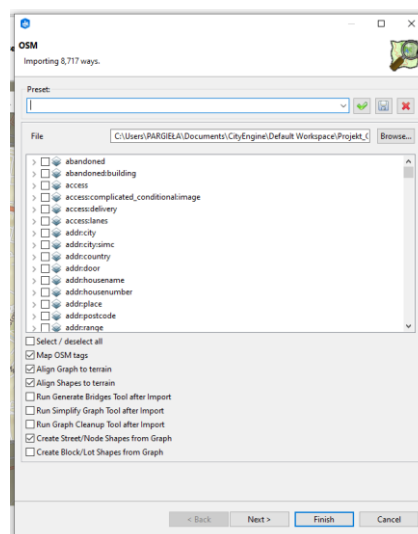 OSM
Importing 8,717 ways.
Preset:
File C:\Users\PARGIEŁA\Documents\CityEngine\Default Workspace\Projekt_ Browse...
abandoned
abandoned:building
access
access:complicated_conditional:image
access:delivery
access:lanes
addr:city
addr:city:simc
addr:country
addr:door
addr:housename
addr:housenumber
addr:place
addr:postcode
addr:range
Select / deselect all
Map OSM tags
Align Graph to terrain
Align Shapes to terrain
Run Generate Bridges Tool after Import
Run Simplify Graph Tool after Import
Run Graph Cleanup Tool after Import
Create Street/Node Shapes from Graph
Create Block/Lot Shapes from Graph
< Back Next > Finish Cancel